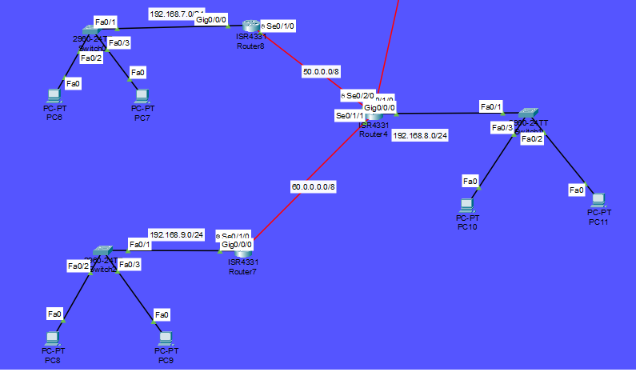 Fa0/1
192.168.7.0/24
Gig0/0/0
Se0/1/0
ISR4331
Router6
Fa0/3
Fa0/2
Fa0
Fa0
PC-PT
PC6
PC-PT
PC7
50.0.0.0/8
Se0/2/0
Gig0/0/0
Se0/1/1
ISR4331
Router4
192.168.8.0/24
Fa0/1
Fa0/3
Fa0/2
Fa0
Fa0
PC-PT
PC10
PC-PT
PC11
60.0.0.0/8
192.168.9.0/24
Fa0/1
Se0/1/0
Gig0/0/0
ISR4331
Router7
Fa0/2
Fa0/3
Fa0
Fa0
PC-PT
PC8
PC-PT
PC9